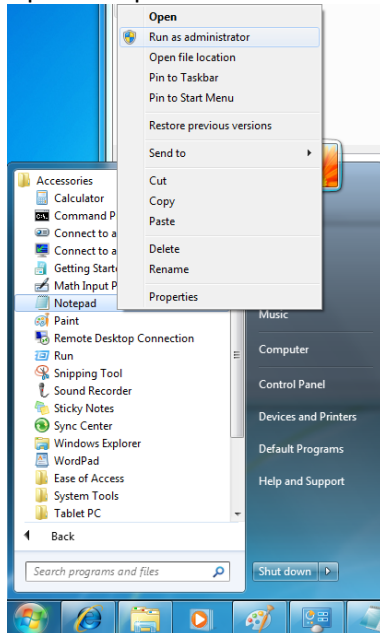 Open
Run as administrator
Open file location
Pin to Taskbar
Pin to Start Menu
Restore previous versions
Send to
Cut
Copy
Paste
Delete
Rename
Properties
Accessories
Calculator
Command P
Connect to a
Connect to a
Getting Starte
Math Input P
Notepad
Paint
Remote Desktop Connection
Run
Snipping Tool
Sound Recorder
Sticky Notes
Sync Center
Windows Explorer
WordPad
Ease of Access
System Tools
Tablet PC
Back
Search programs and files
Music
Computer
Control Panel
Devices and Printers
Default Programs
Help and Support
Shut down